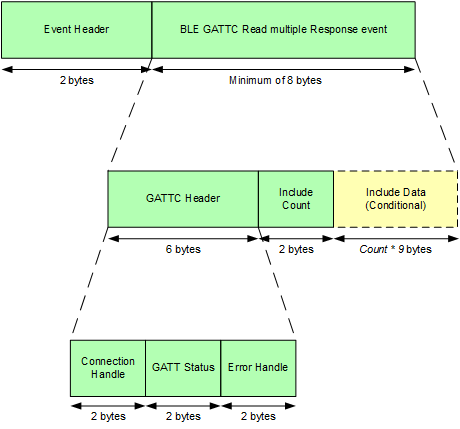 Event Header
BLE GATTC Read multiple Response event
2 bytes
Minimum of 8 bytes
GATTC Header
Include
Count
Include Data
(Conditional)
6 bytes
2 bytes
Count * 9 bytes
Connection
Handle
GATT Status
Error Handle
2 bytes
2 bytes
2 bytes